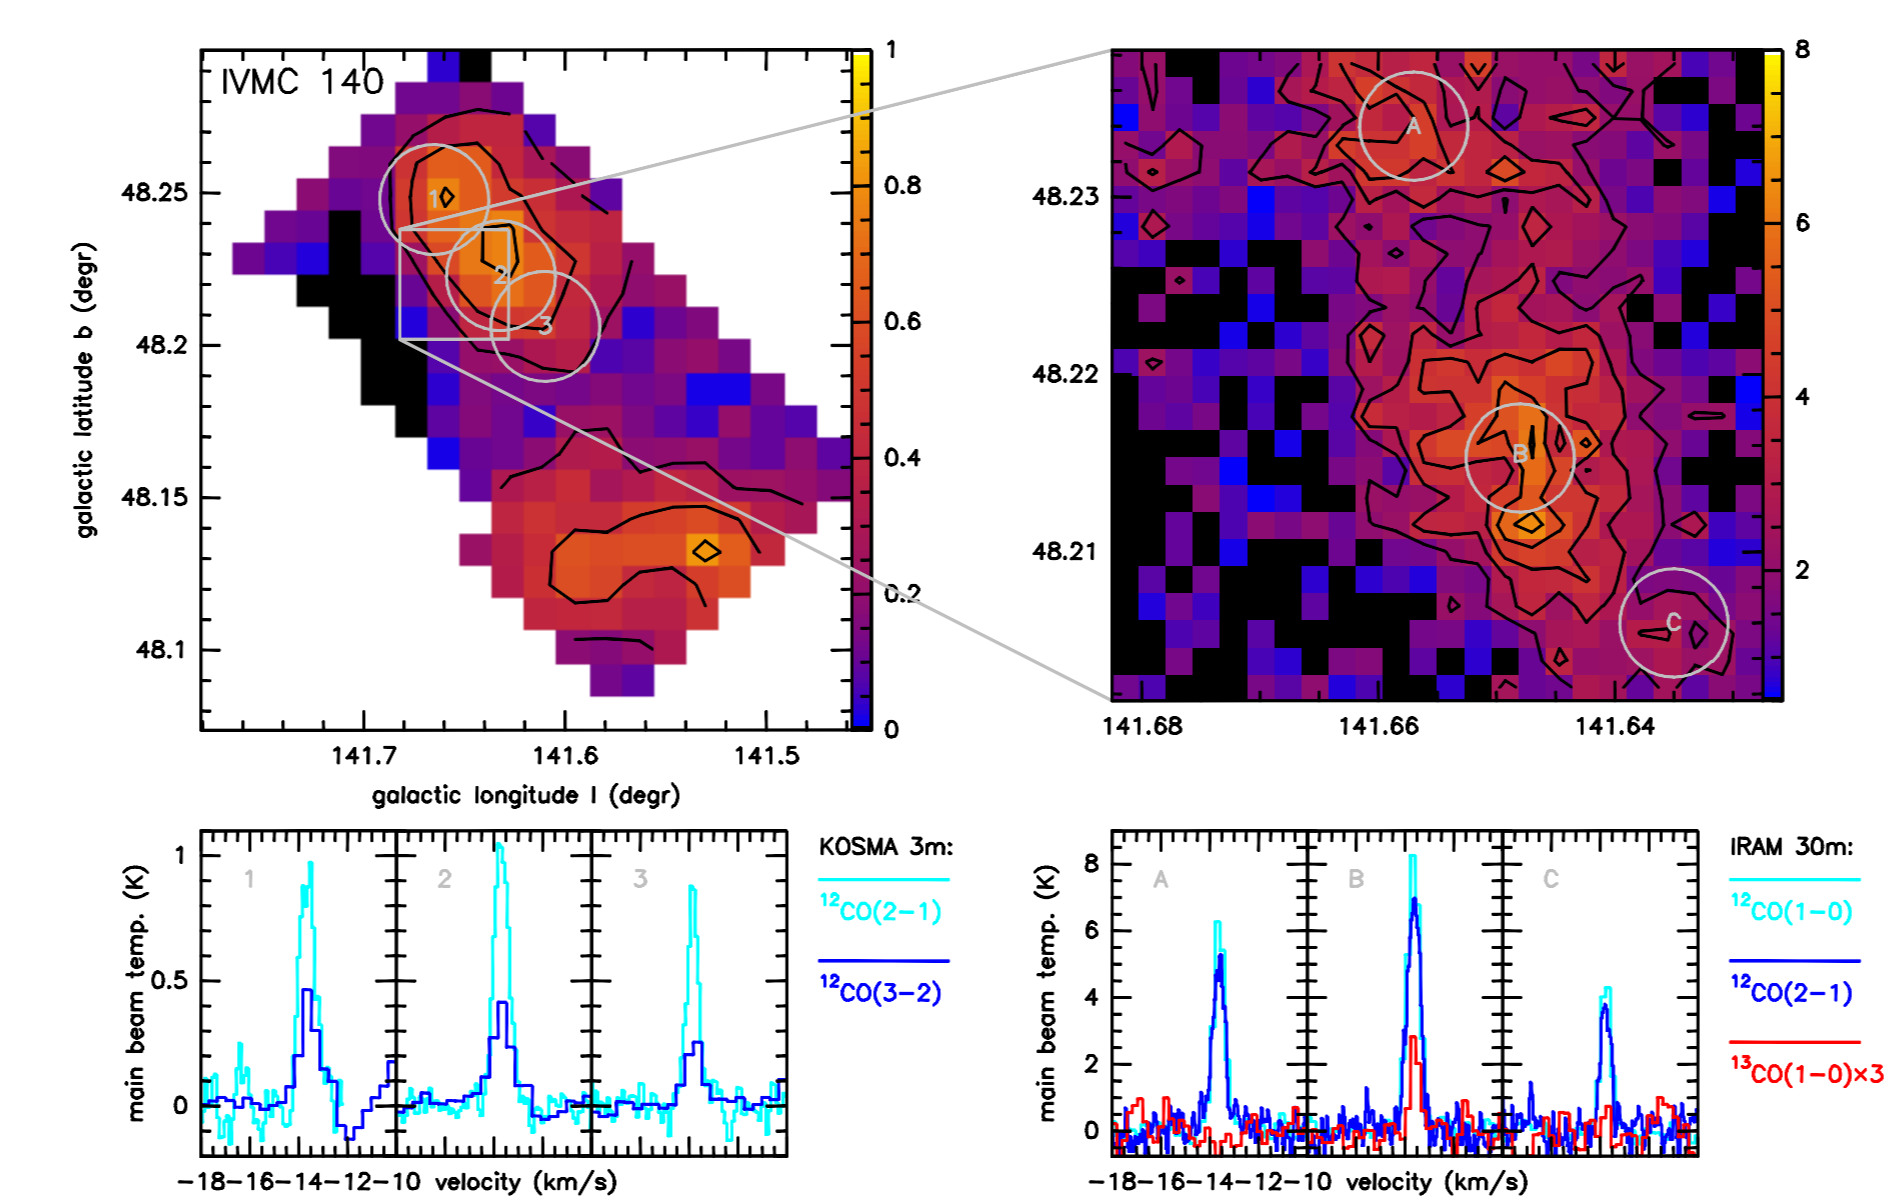 IVMC 140
galactic latitude b (degr)
48.25
48.2
48.15
48.1
141.7 141.6 141.5
galactic longitude l (degr)
1
0.8
0.6
0.4
0.2
0
1
2
3
48.23
48.22
48.21
141.68 141.66 141.64
8
6
4
2
A
B
C
main beam temp. (K)
1
0.5
0
1 2 3
-18-16-14-12-10 velocity (km/s)
KOSMA 3m:
¹²CO(2-1)
¹²CO(3-2)
main beam temp. (K)
8
6
4
2
0
A B C
-18-16-14-12-10 velocity (km/s)
IRAM 30m:
¹²CO(1-0)
¹²CO(2-1)
¹³CO(1-0)×3